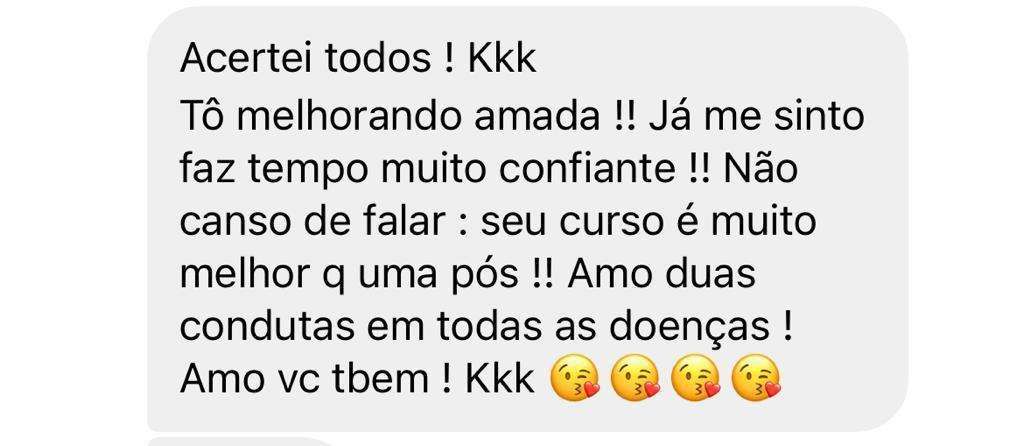 Acertei todos ! Kkk
Tô melhorando amada !! Já me sinto
faz tempo muito confiante !! Não
canso de falar : seu curso é muito
melhor q uma pós !! Amo duas
condutas em todas as doenças !
Amo vc tbem ! Kkk 😘😘😘😘